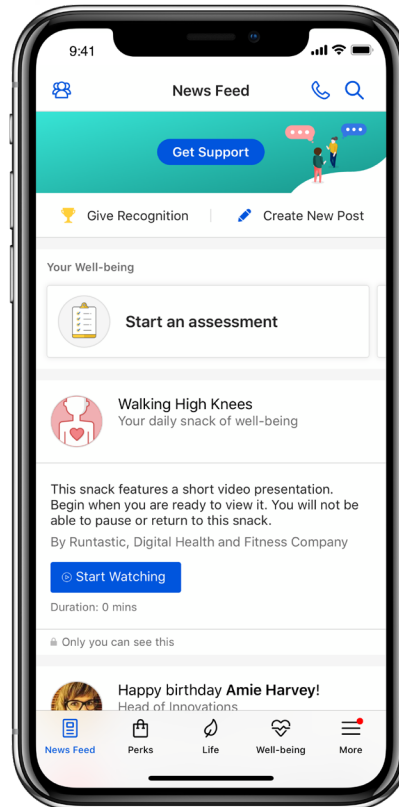 9:41
News Feed
Get Support
Give Recognition
Create New Post
Your Well-being
Start an assessment
Walking High Knees
Your daily snack of well-being
This snack features a short video presentation.
Begin when you are ready to view it. You will not be
able to pause or return to this snack.
By Runtastic, Digital Health and Fitness Company
Start Watching
Duration: 0 mins
Only you can see this
Happy birthday Amie Harvey!
Head of Innovations
News Feed
Perks
Life
Well-being
More